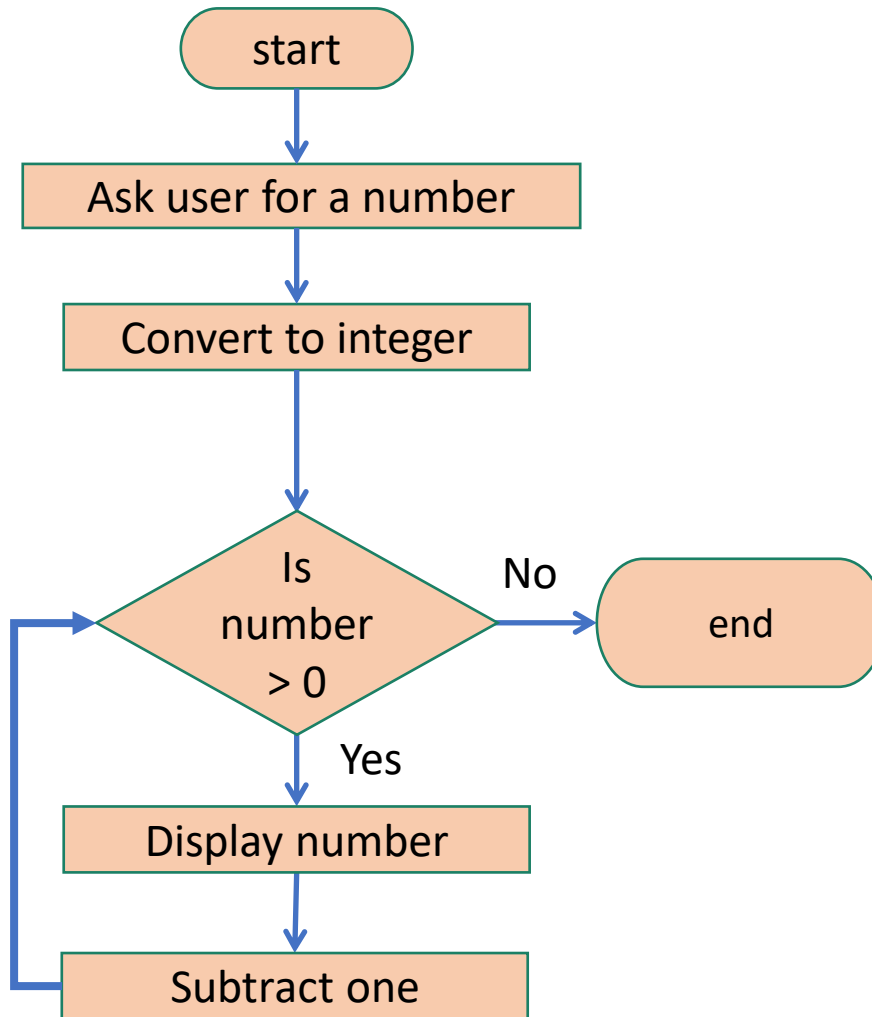 start
Ask user for a number
Convert to integer
Is
number
> 0
No
end
Yes
Display number
Subtract one